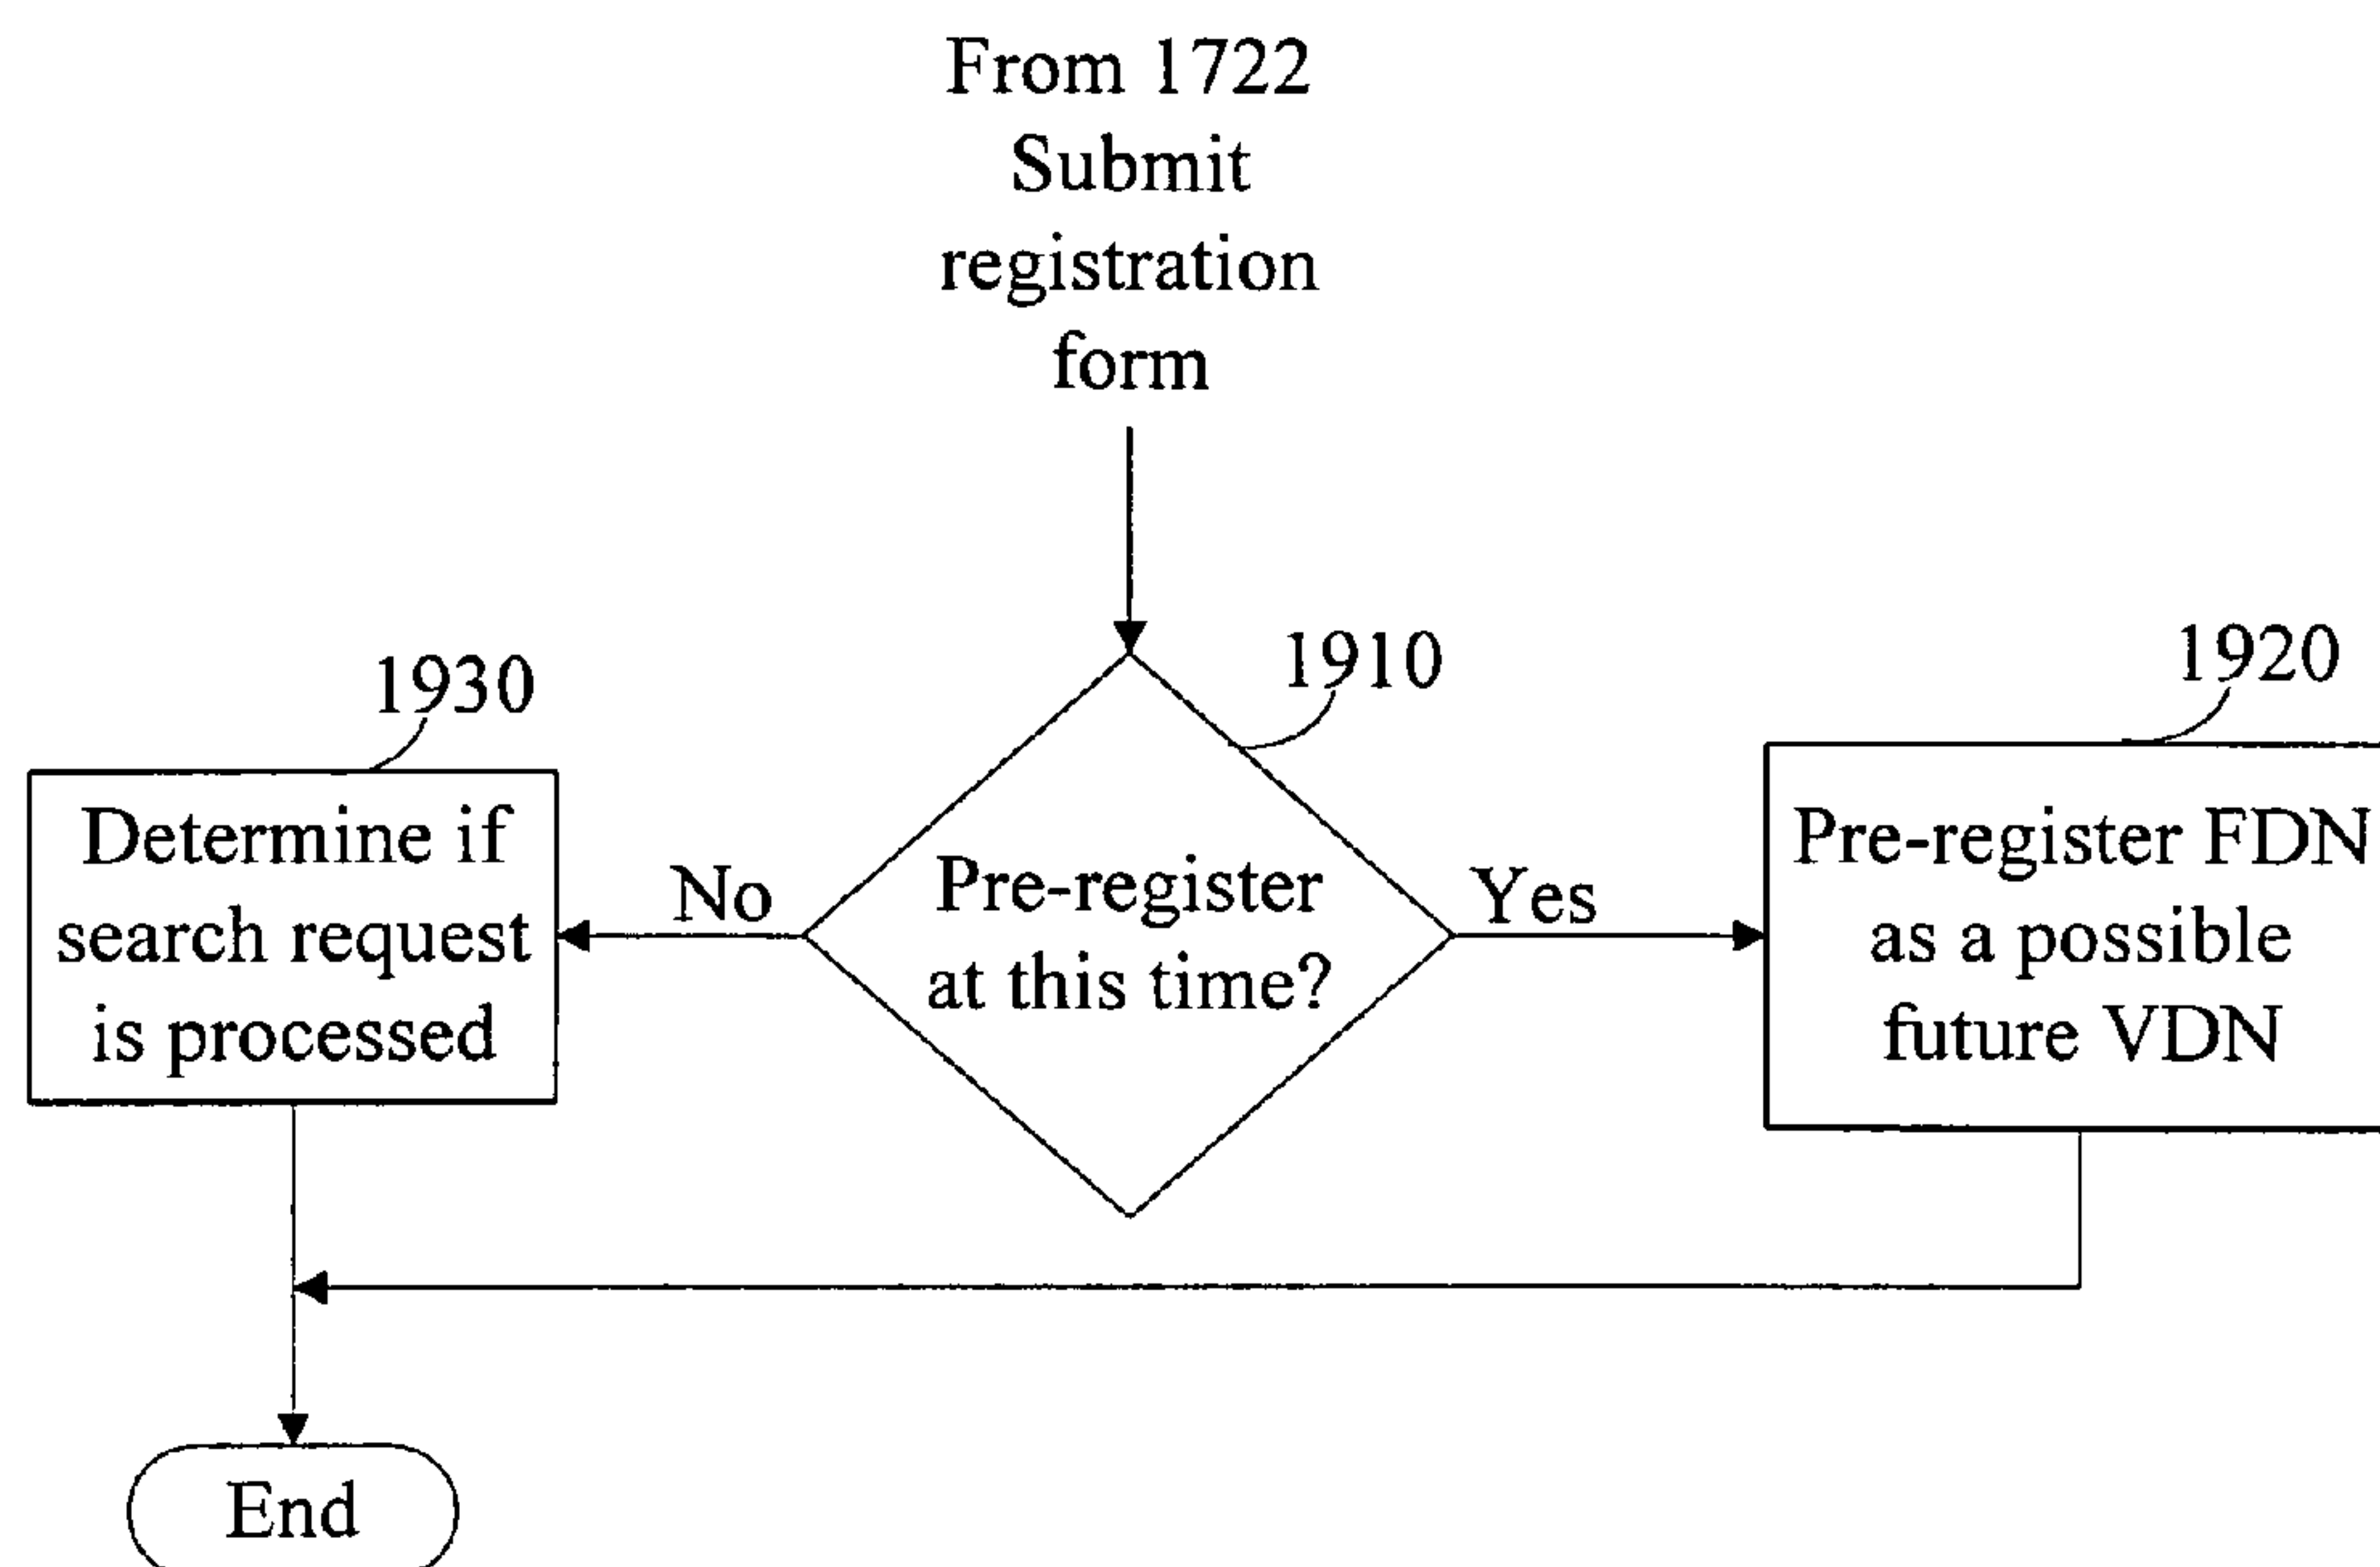 From 1722
Submit
registration
form
1930
1910
1920
Determine if
search request
is processed
No
Pre-register
at this time?
Yes
Pre-register FDN
as a possible
future VDN
End